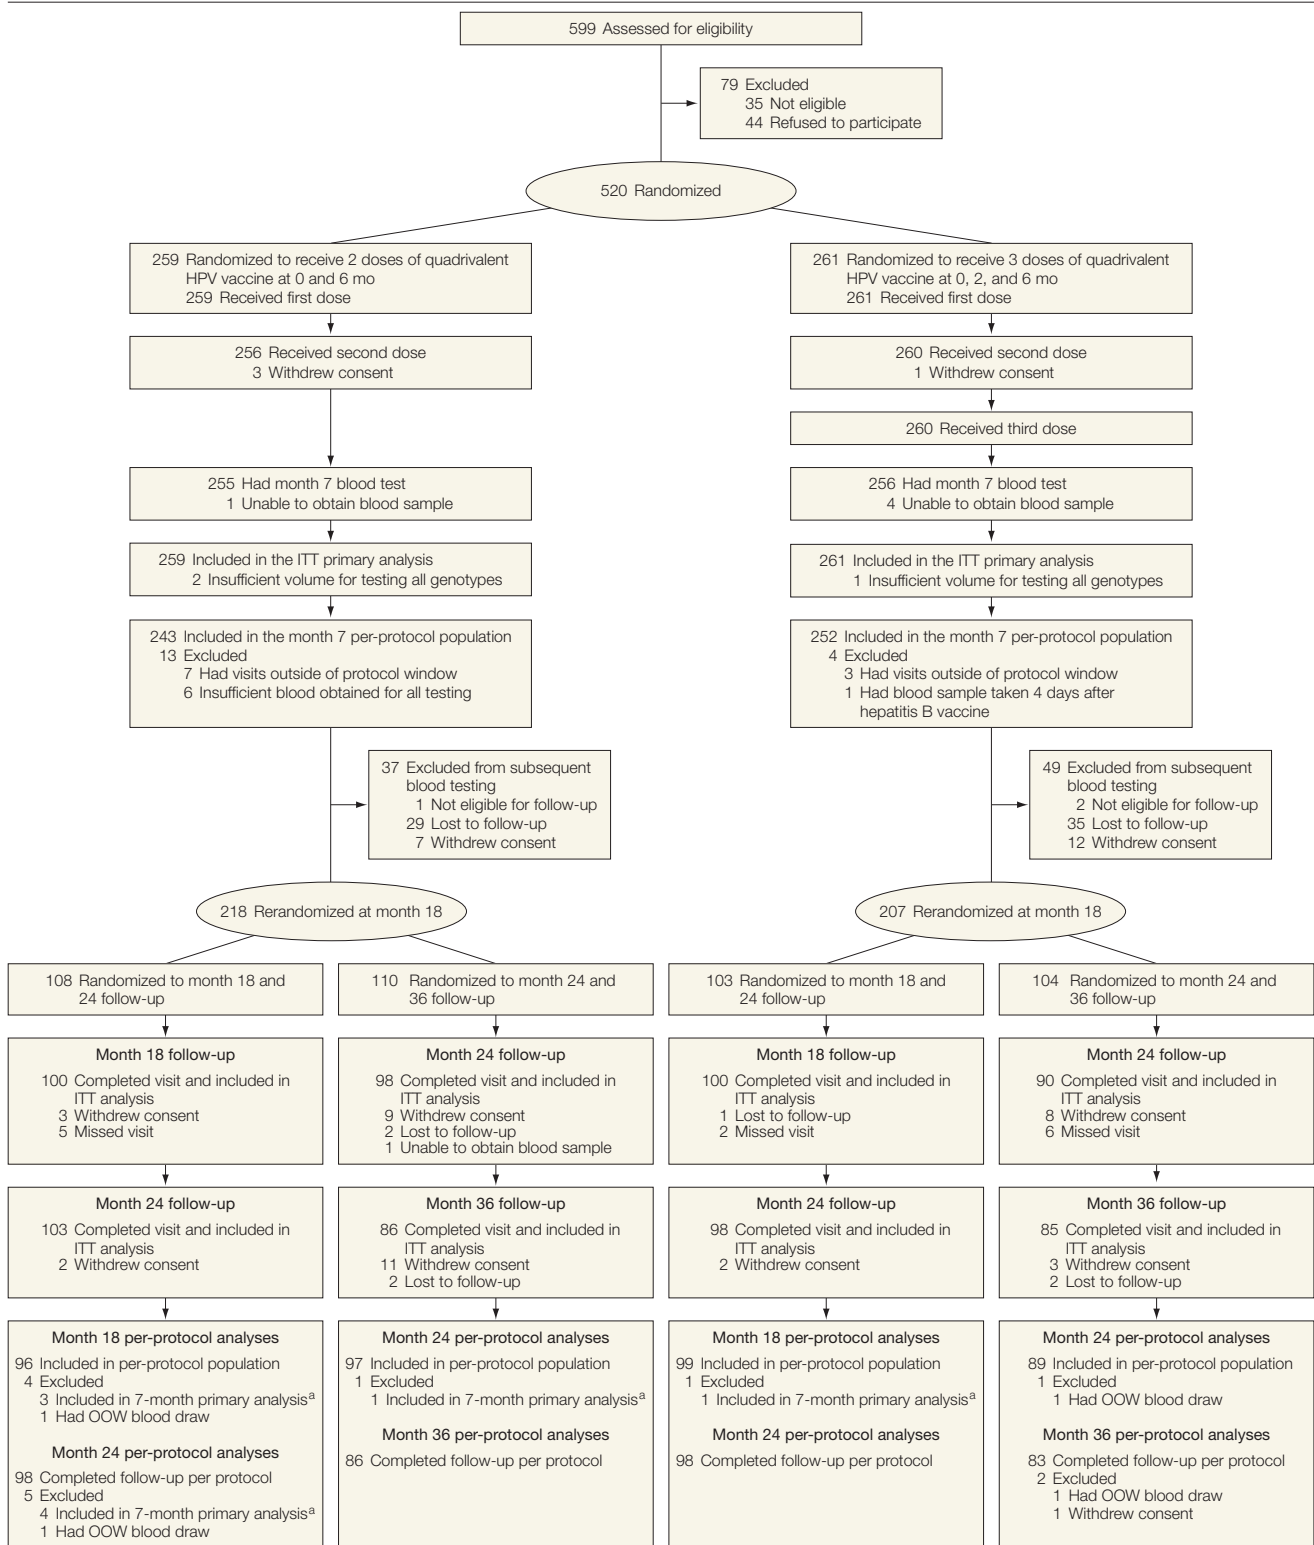 599 Assessed for eligibility
79 Excluded
35 Not eligible
44 Refused to participate
520 Randomized
259 Randomized to receive 2 doses of quadrivalent
HPV vaccine at 0 and 6 mo
259 Received first dose
261 Randomized to receive 3 doses of quadrivalent
HPV vaccine at 0, 2, and 6 mo
261 Received first dose
256 Received second dose
3 Withdrew consent
260 Received second dose
1 Withdrew consent
260 Received third dose
255 Had month 7 blood test
1 Unable to obtain blood sample
256 Had month 7 blood test
4 Unable to obtain blood sample
259 Included in the ITT primary analysis
2 Insufficient volume for testing all genotypes
261 Included in the ITT primary analysis
1 Insufficient volume for testing all genotypes
243 Included in the month 7 per-protocol population
13 Excluded
7 Had visits outside of protocol window
6 Insufficient blood obtained for all testing
252 Included in the month 7 per-protocol population
4 Excluded
3 Had visits outside of protocol window
1 Had blood sample taken 4 days after
hepatitis B vaccine
37 Excluded from subsequent
blood testing
1 Not eligible for follow-up
29 Lost to follow-up
7 Withdrew consent
49 Excluded from subsequent
blood testing
2 Not eligible for follow-up
35 Lost to follow-up
12 Withdrew consent
218 Rerandomized at month 18
207 Rerandomized at month 18
108 Randomized to month 18 and
24 follow-up
110 Randomized to month 24 and
36 follow-up
103 Randomized to month 18 and
24 follow-up
104 Randomized to month 24 and
36 follow-up
Month 18 follow-up
100 Completed visit and included in
ITT analysis
3 Withdrew consent
5 Missed visit
Month 24 follow-up
98 Completed visit and included in
ITT analysis
9 Withdrew consent
2 Lost to follow-up
1 Unable to obtain blood sample
Month 18 follow-up
100 Completed visit and included in
ITT analysis
1 Lost to follow-up
2 Missed visit
Month 24 follow-up
90 Completed visit and included in
ITT analysis
8 Withdrew consent
6 Missed visit
Month 24 follow-up
103 Completed visit and included in
ITT analysis
2 Withdrew consent
Month 36 follow-up
86 Completed visit and included in
ITT analysis
11 Withdrew consent
2 Lost to follow-up
Month 24 follow-up
98 Completed visit and included in
ITT analysis
2 Withdrew consent
Month 36 follow-up
85 Completed visit and included in
ITT analysis
3 Withdrew consent
2 Lost to follow-up
Month 18 per-protocol analyses
96 Included in per-protocol population
4 Excluded
3 Included in 7-month primary analysisa
1 Had OOW blood draw
Month 24 per-protocol analyses
98 Completed follow-up per protocol
5 Excluded
4 Included in 7-month primary analysisa
1 Had OOW blood draw
Month 24 per-protocol analyses
97 Included in per-protocol population
1 Excluded
1 Included in 7-month primary analysisa
Month 36 per-protocol analyses
86 Completed follow-up per protocol
Month 18 per-protocol analyses
99 Included in per-protocol population
1 Excluded
1 Included in 7-month primary analysisa
Month 24 per-protocol analyses
98 Completed follow-up per protocol
Month 24 per-protocol analyses
89 Included in per-protocol population
1 Excluded
1 Had OOW blood draw
Month 36 per-protocol analyses
83 Completed follow-up per protocol
2 Excluded
1 Had OOW blood draw
1 Withdrew consent